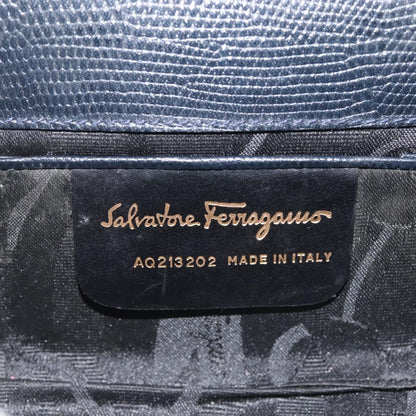 Salvatore Ferragamo
AQ213202 MADE IN ITALY